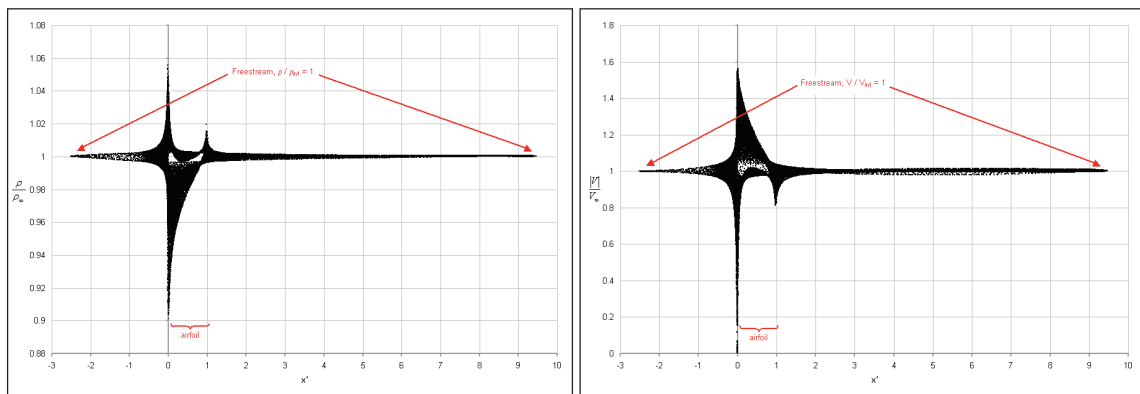 1.08
1.06
1.04
1.02
1
0.98
0.96
0.94
0.92
0.9
0.88
ρ
ρ∞
Freestream, ρ / ρinf = 1
airfoil
-3 -2 -1 0 1 2 3 4 5 6 7 8 9 10
x*
1.8
1.6
1.4
1.2
1
0.8
0.6
0.4
0.2
0
|V|
V∞
Freestream, V / Vinf = 1
airfoil
-3 -2 -1 0 1 2 3 4 5 6 7 8 9 10
x*